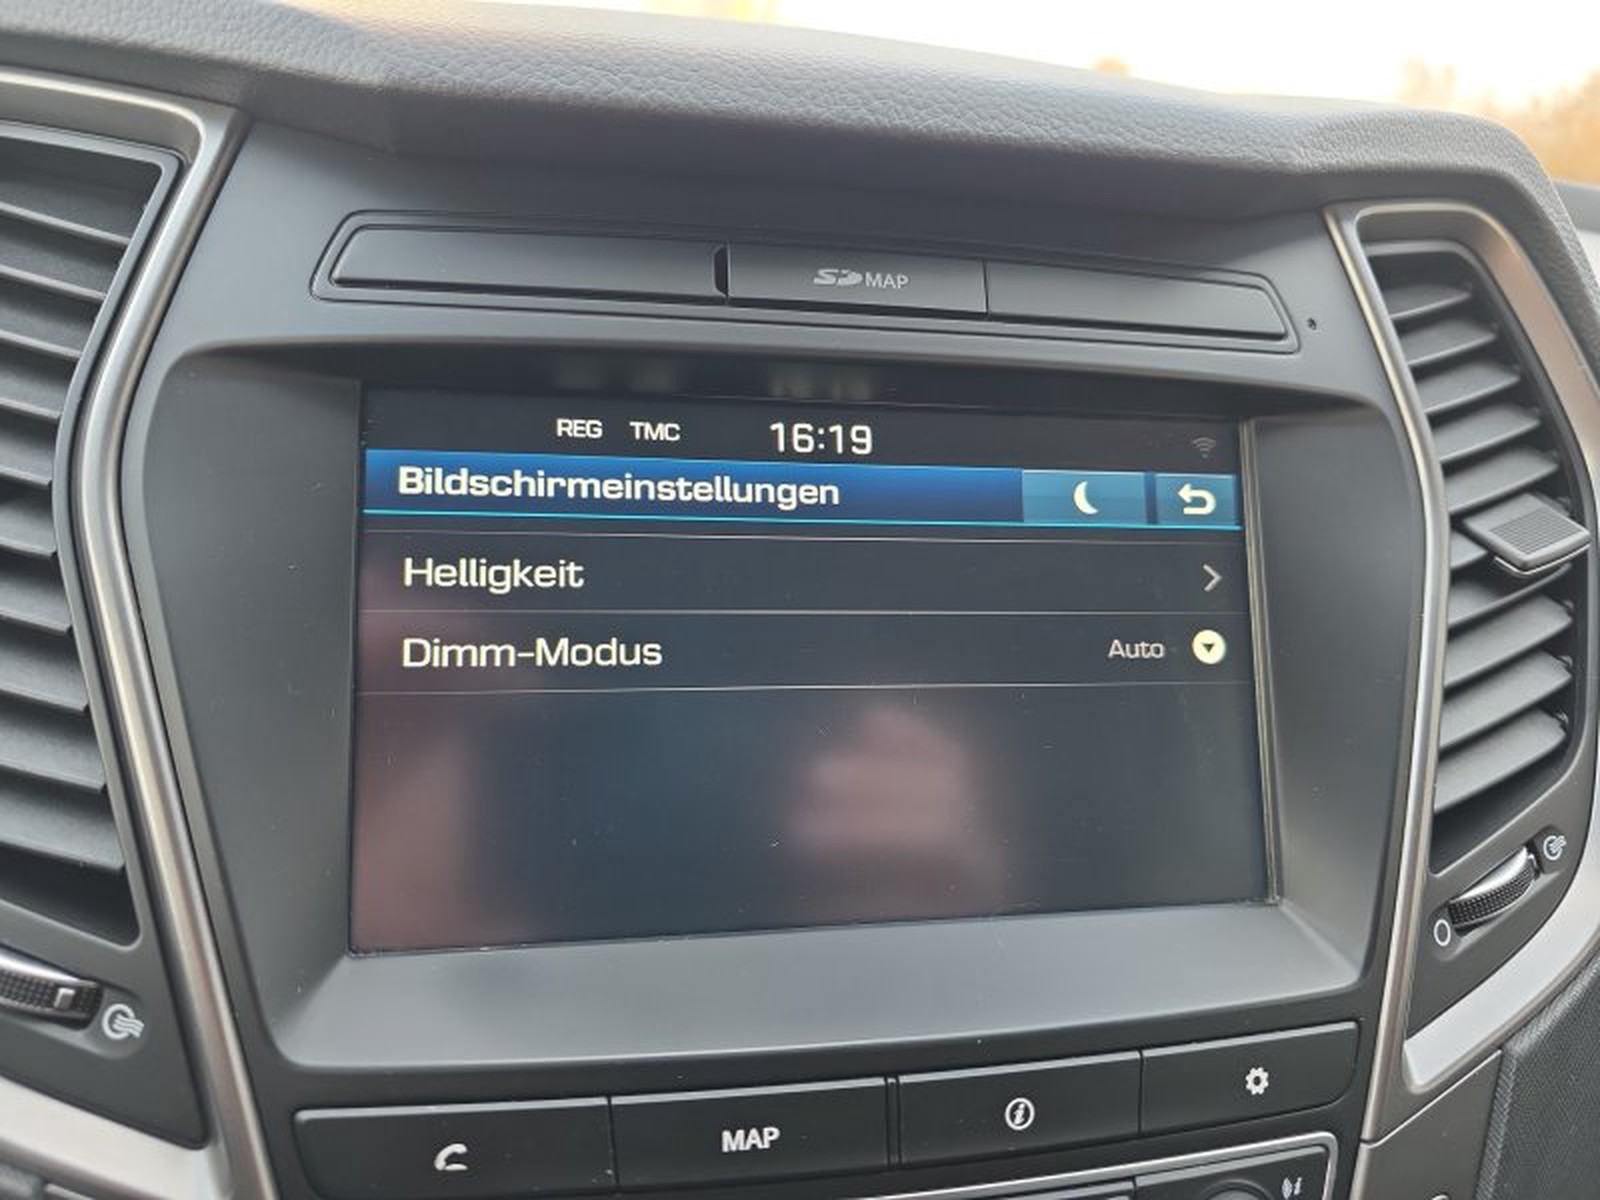 SD MAP
REG TMC 16:19
Bildschirmeinstellungen
Helligkeit
Dimm-Modus Auto
MAP